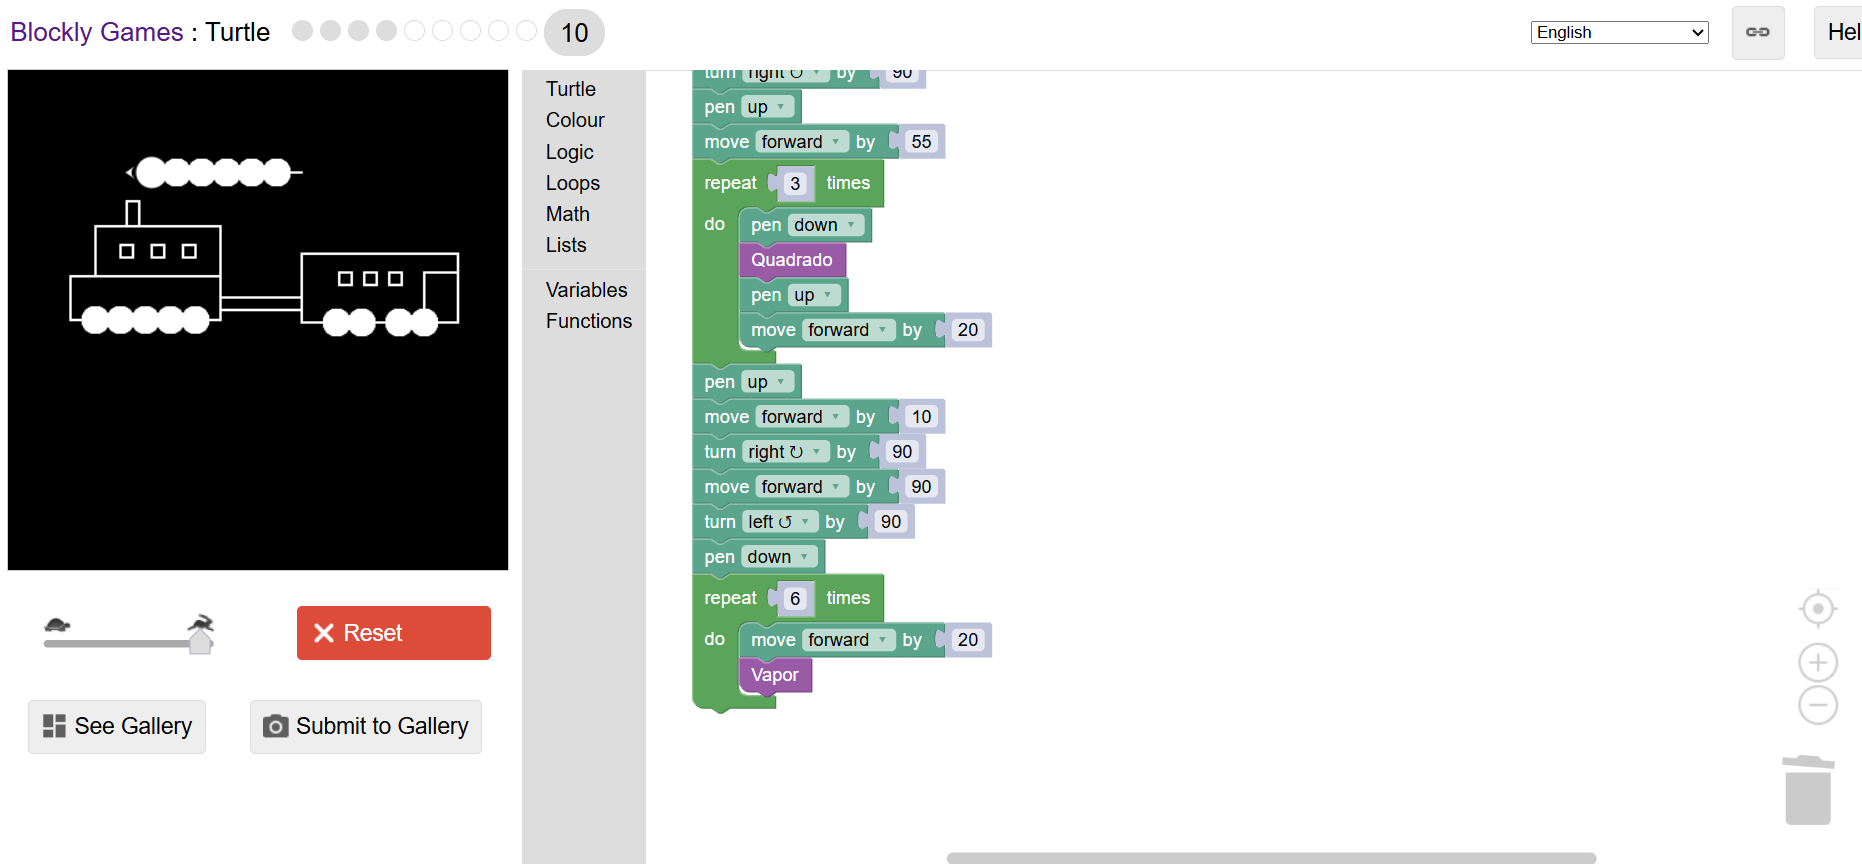 Blockly Games : Turtle 10
English
Hel
Turtle
Colour
Logic
Loops
Math
Lists
Variables
Functions
turn right ↻ by 90
pen up
move forward by 55
repeat 3 times
do pen down
Quadrado
pen up
move forward by 20
pen up
move forward by 10
turn right ↻ by 90
move forward by 90
turn left ↺ by 90
pen down
repeat 6 times
do move forward by 20
Vapor
Reset
See Gallery
Submit to Gallery